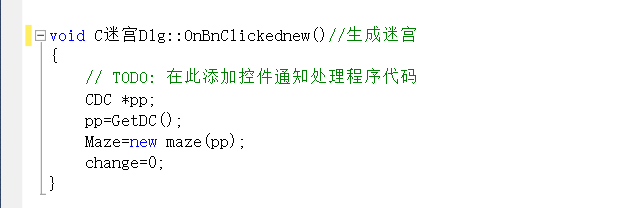 void C迷宫Dlg::OnBnClickednew()//生成迷宫
{
// TODO: 在此添加控件通知处理程序代码
CDC *pp;
pp=GetDC();
Maze=new maze(pp);
change=0;
}